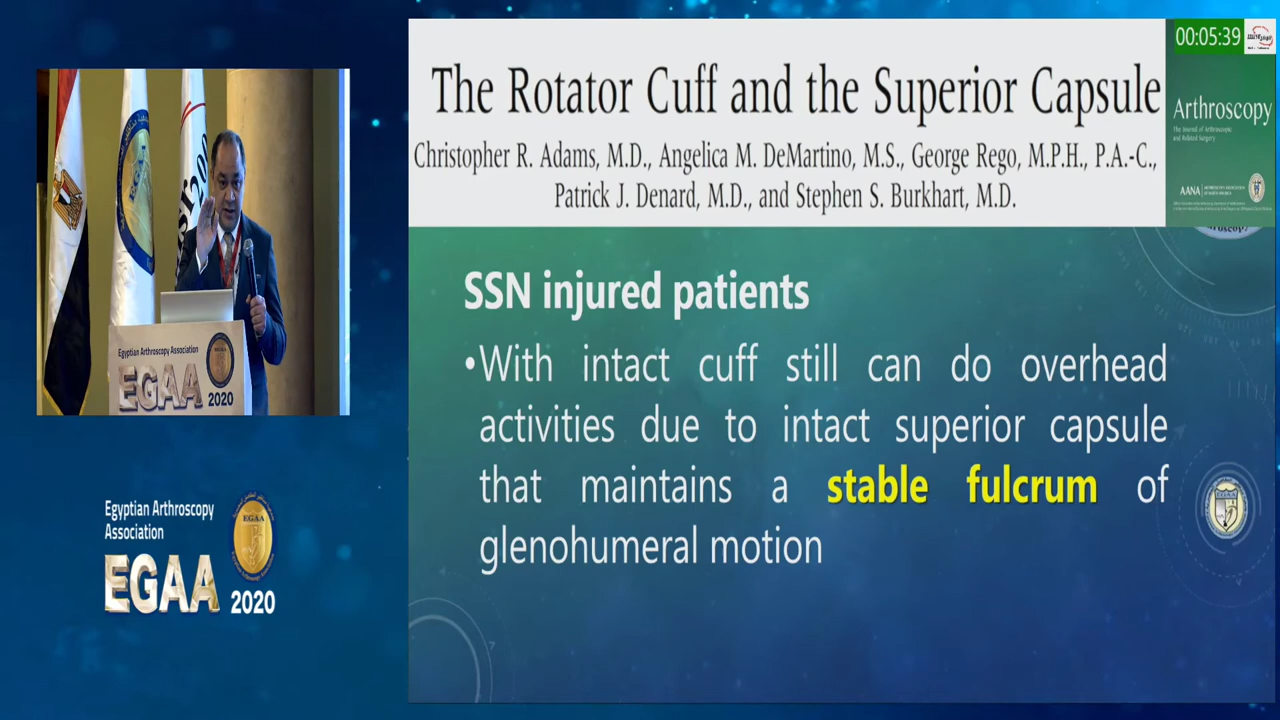 The Rotator Cuff and the Superior Capsule
Christopher R. Adams, M.D., Angelica M. DeMartino, M.S., George Rego, M.P.H., P.A.-C.,
Patrick J. Denard, M.D., and Stephen S. Burkhart, M.D.
00:05:39
Arthroscopy
The Journal of Arthroscopic
and Related Surgery
AANA
SSN injured patients
•With intact cuff still can do overhead
activities due to intact superior capsule
that maintains a stable fulcrum of
glenohumeral motion
Egyptian Arthroscopy Association
EGAA
2020
Egyptian Arthroscopy
Association
EGAA
2020
EGAA